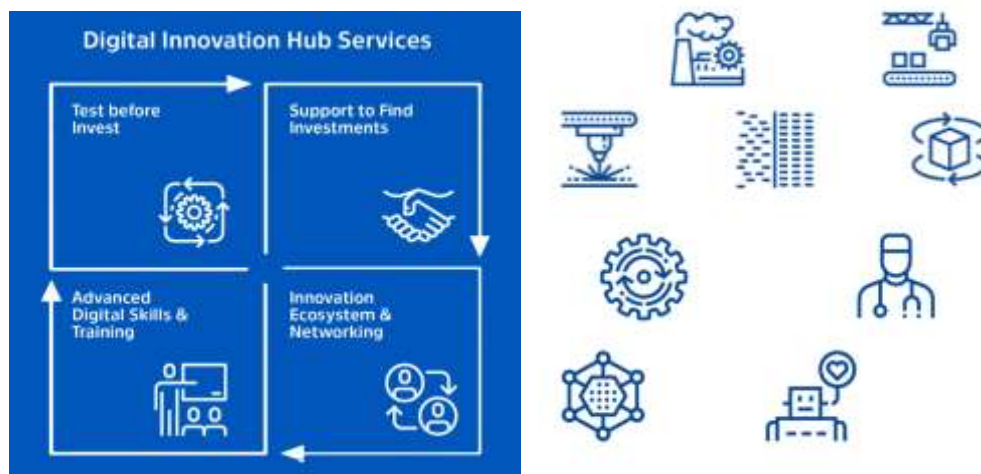 Digital Innovation Hub Services
Test before
Invest
Support to Find
Investments
Advanced
Digital Skills &
Training
Innovation
Ecosystem &
Networking